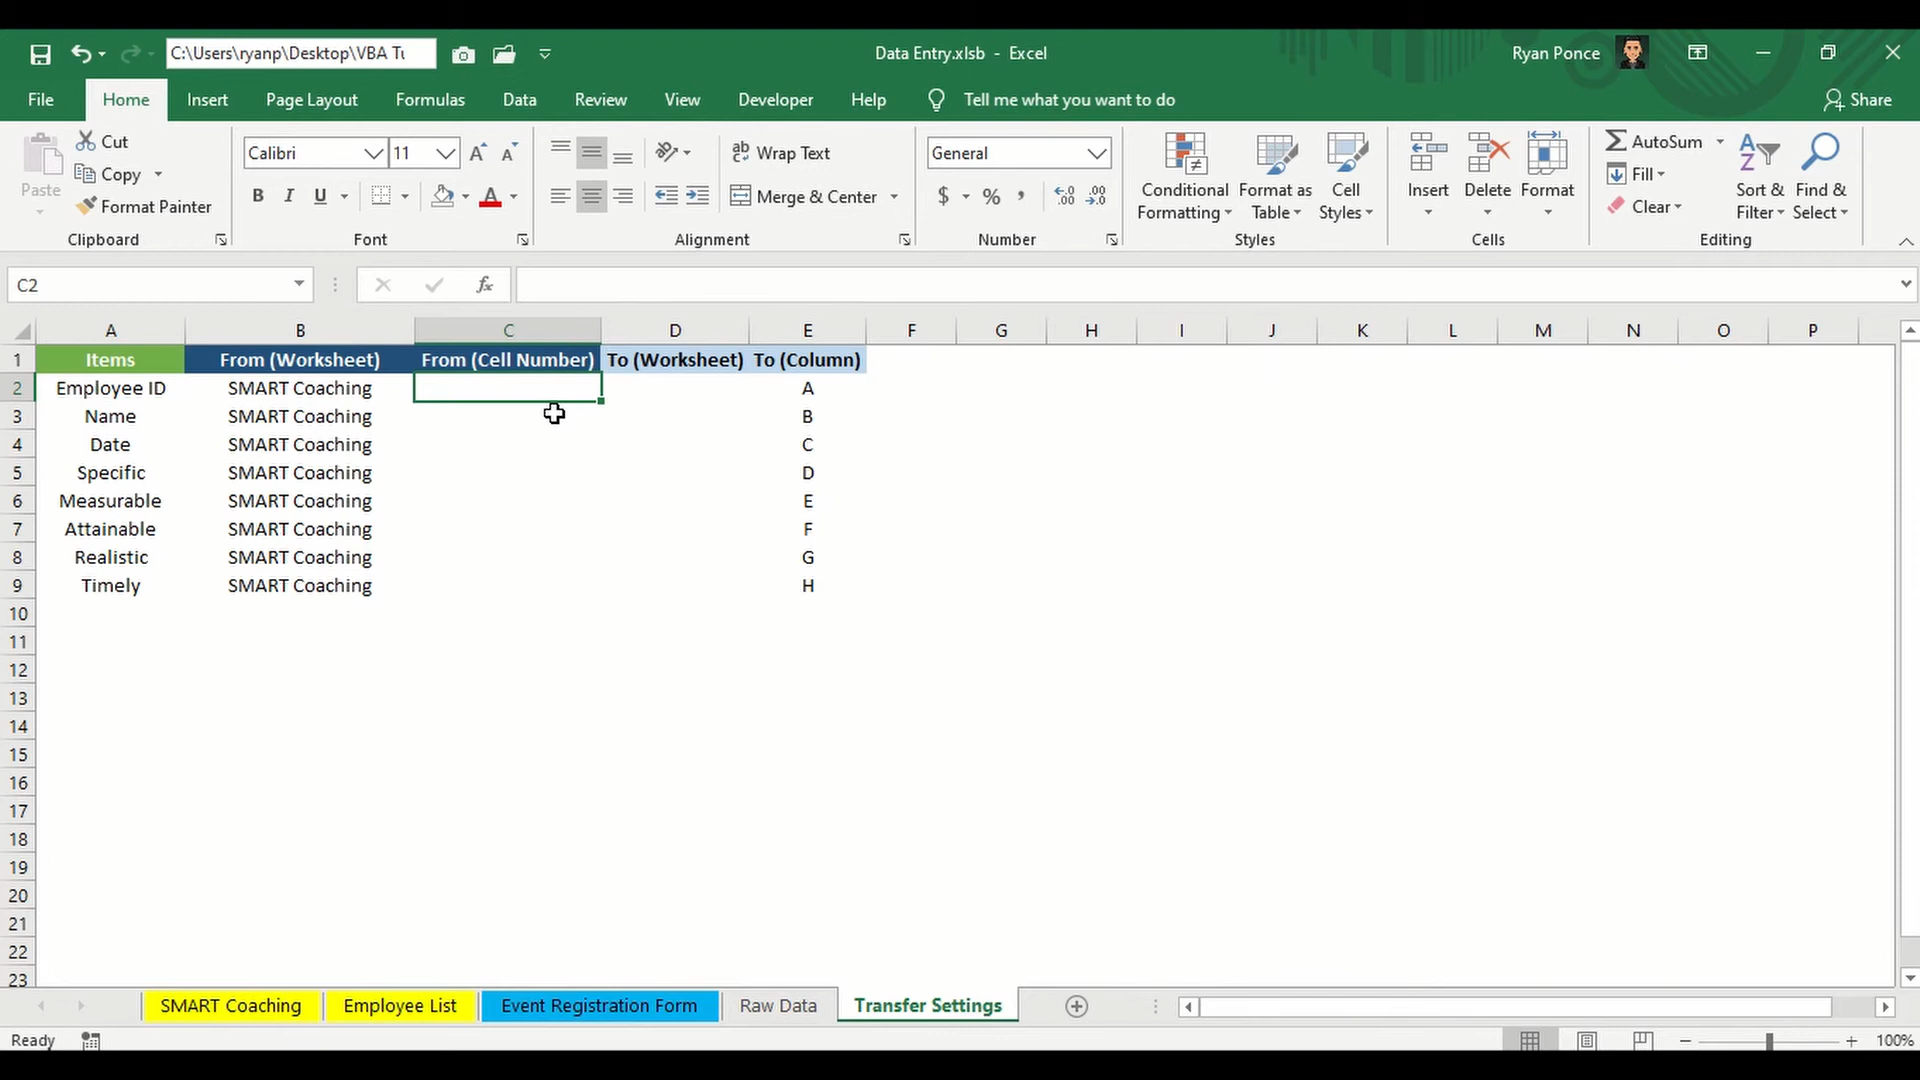 C:\Users\ryanp\Desktop\VBA Tu
Data Entry.xlsb - Excel
Ryan Ponce
File Home Insert Page Layout Formulas Data Review View Developer Help Tell me what you want to do Share
Cut
Copy
Format Painter
Paste
Clipboard
Calibri 11
B I U
Font
Wrap Text
Merge & Center
Alignment
General
$ % ,
Number
Conditional Formatting
Format as Table
Cell Styles
Styles
Insert Delete Format
Cells
AutoSum
Fill
Clear
Sort & Filter
Find & Select
Editing
C2 fx
A B C D E F G H I J K L M N O P
1 Items From (Worksheet) From (Cell Number) To (Worksheet) To (Column)
2 Employee ID SMART Coaching A
3 Name SMART Coaching B
4 Date SMART Coaching C
5 Specific SMART Coaching D
6 Measurable SMART Coaching E
7 Attainable SMART Coaching F
8 Realistic SMART Coaching G
9 Timely SMART Coaching H
10
11
12
13
14
15
16
17
18
19
20
21
22
23
SMART Coaching Employee List Event Registration Form Raw Data Transfer Settings
Ready 100%